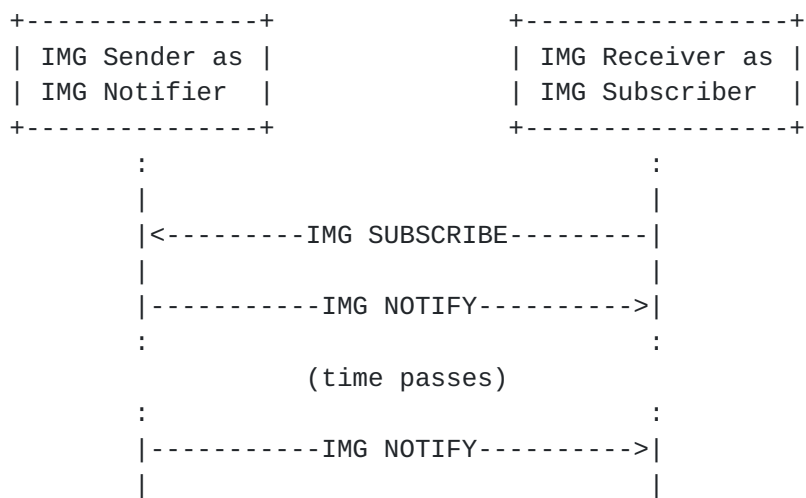 +---------------+               +-----------------+
| IMG Sender as |               | IMG Receiver as |
| IMG Notifier  |               | IMG Subscriber  |
+---------------+               +-----------------+
        :                               :
        |                               |
        |<---------IMG SUBSCRIBE---------|
        |                               |
        |-----------IMG NOTIFY---------->|
        :                               :
                  (time passes)
        :                               :
        |-----------IMG NOTIFY---------->|
        |                               |